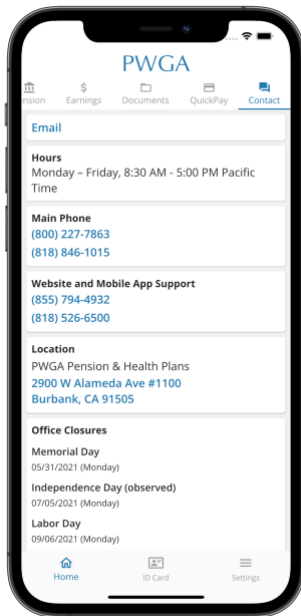 PWGA
nsion Earnings Documents QuickPay Contact
Email
Hours
Monday – Friday, 8:30 AM - 5:00 PM Pacific
Time
Main Phone
(800) 227-7863
(818) 846-1015
Website and Mobile App Support
(855) 794-4932
(818) 526-6500
Location
PWGA Pension & Health Plans
2900 W Alameda Ave #1100
Burbank, CA 91505
Office Closures
Memorial Day
05/31/2021 (Monday)
Independence Day (observed)
07/05/2021 (Monday)
Labor Day
09/06/2021 (Monday)
Home ID Card Settings